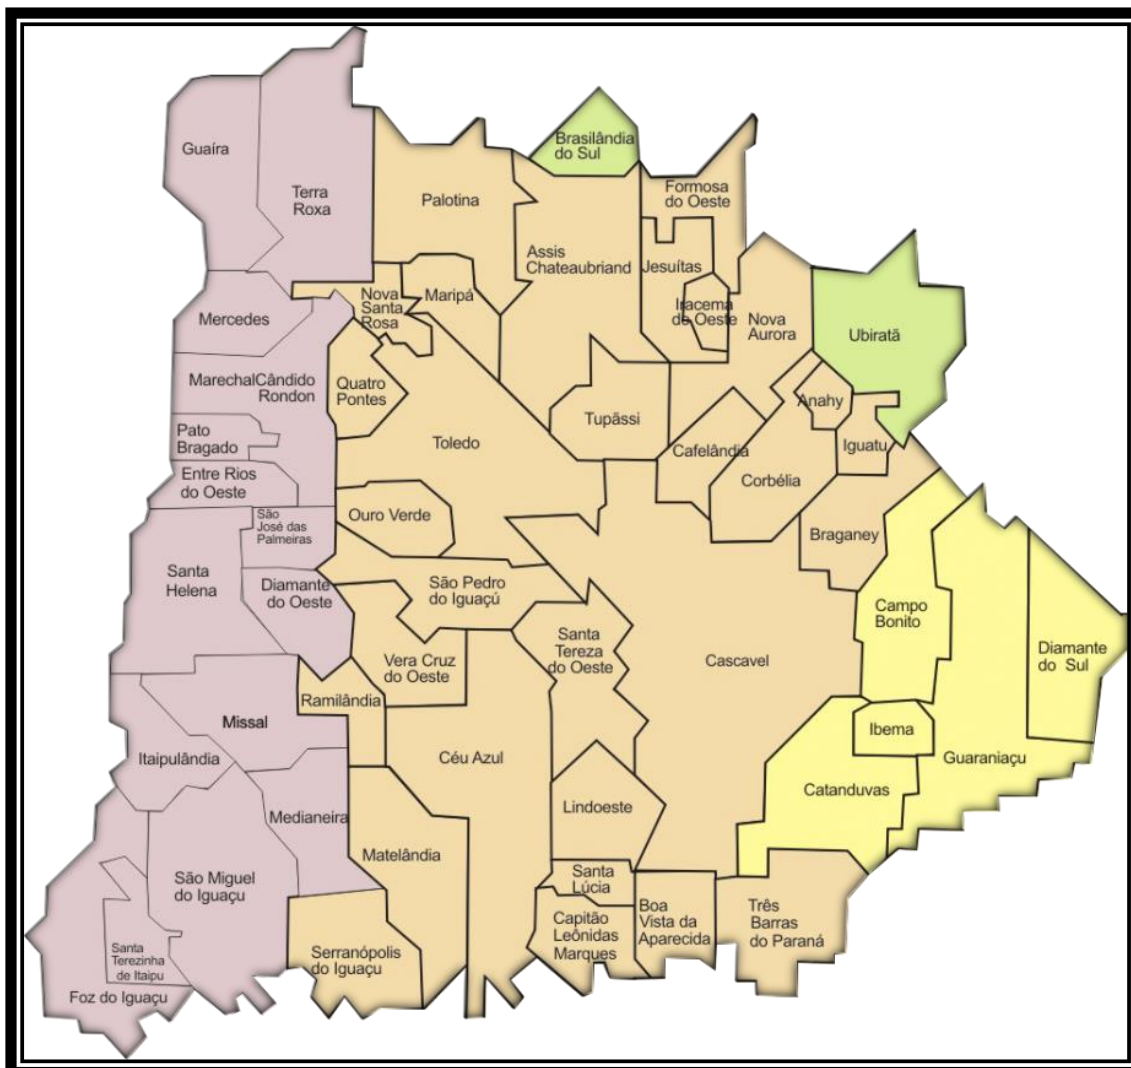 Brasilândia
do Sul
Guaíra
Terra
Roxa
Palotina
Formosa
do Oeste
Assis
Chateaubriand
Jesuítas
Nova
Santa
Rosa
Maripá
Iracema
do Oeste
Nova
Aurora
Ubiratã
Mercedes
MarechalCândido
Rondon
Quatro
Pontes
Tupãssi
Anahy
Pato
Bragado
Toledo
Cafelândia
Iguatu
Entre Rios
do Oeste
Corbélia
Ouro Verde
São
José das
Palmeiras
Braganey
Santa
Helena
Diamante
do Oeste
São Pedro
do Iguaçú
Campo
Bonito
Santa
Tereza
do Oeste
Diamante
do Sul
Vera Cruz
do Oeste
Cascavel
Ramilândia
Missal
Ibema
Itaipulândia
Céu Azul
Guaraniaçu
Catanduvas
Medianeira
Lindoeste
Matelândia
São Miguel
do Iguaçu
Santa
Lúcia
Boa
Vista da
Aparecida
Três
Barras
do Paraná
Capitão
Leônidas
Marques
Serranópolis
do Iguaçu
Santa
Terezinha
de Itaipu
Foz do Iguaçu